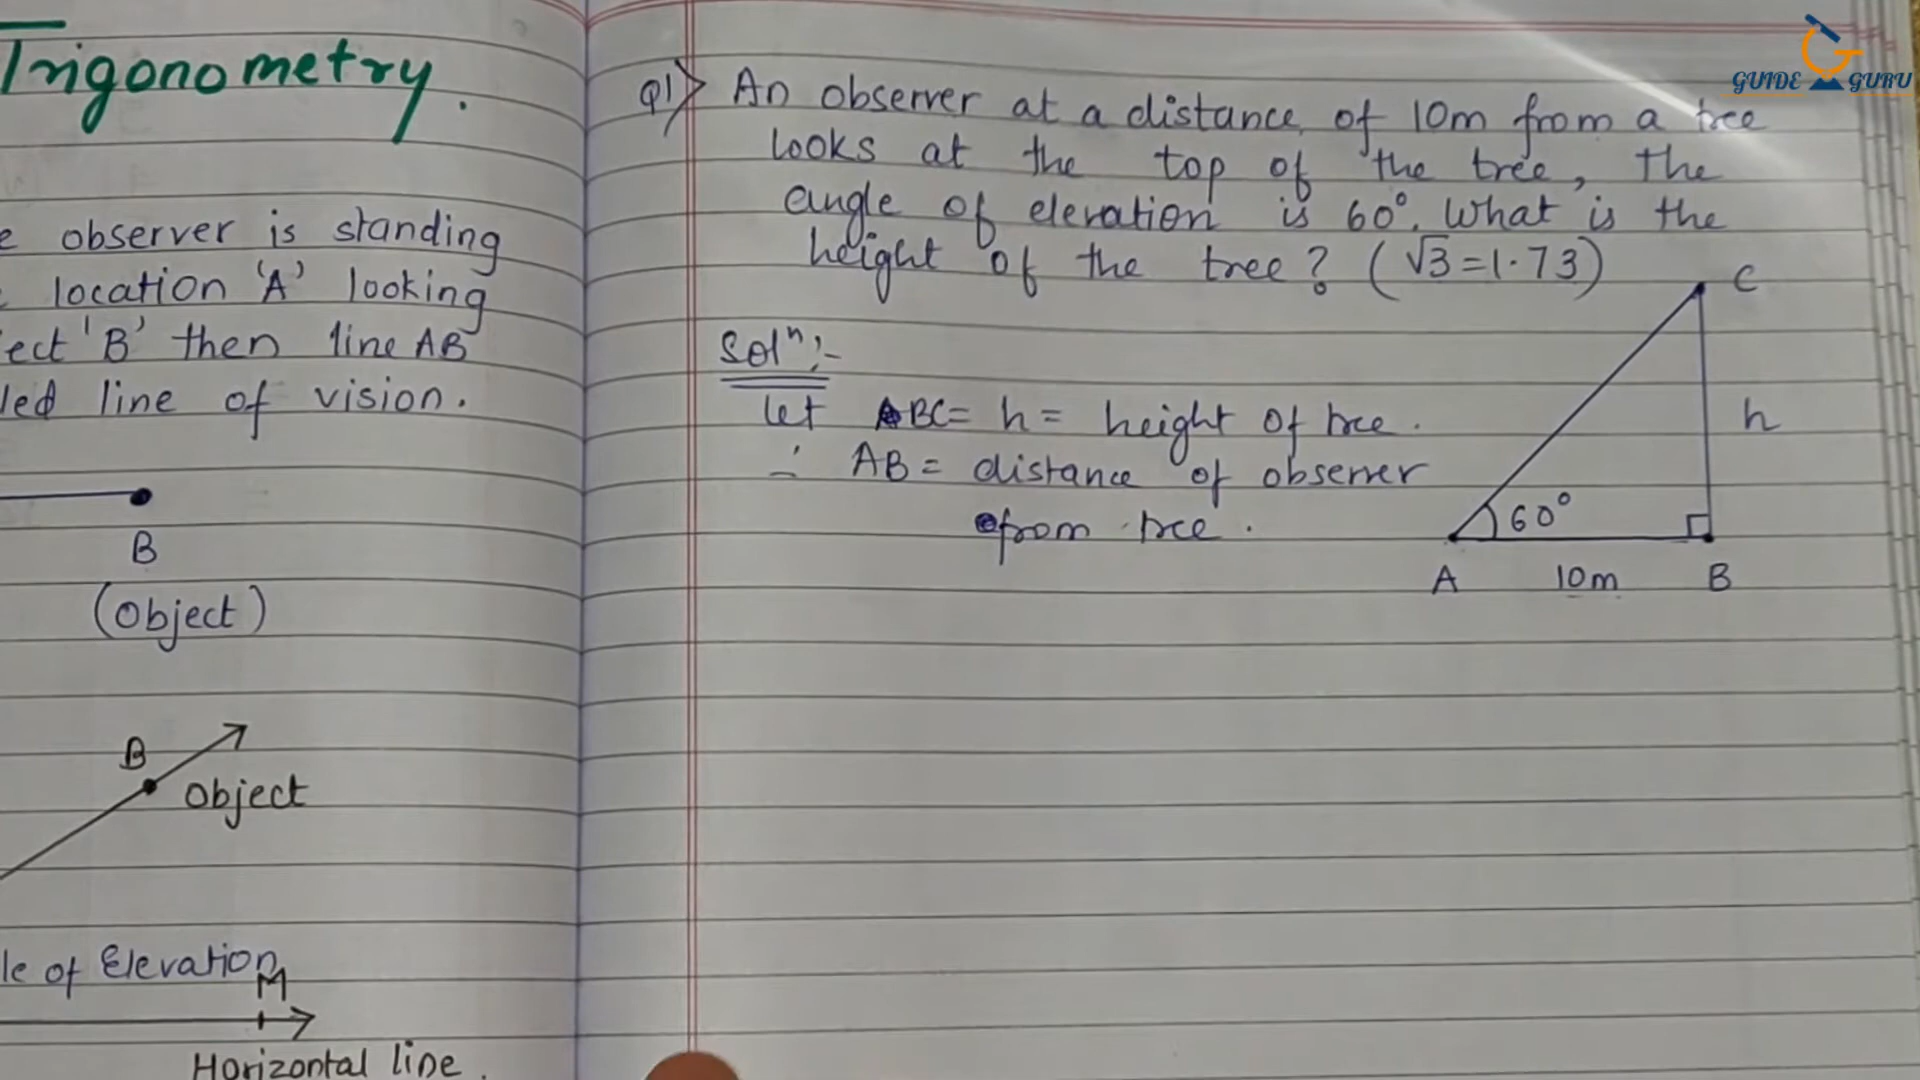 Trigonometry.
observer is standing
location 'A' looking
ect 'B' then line AB
led line of vision.
B
(Object)
B
Object
le of Elevation
M
Horizontal line.
GUIDE GURU
Q1) An observer at a distance of 10m from a tree
looks at the top of the tree, the
angle of elevation is 60°. What is the
height of the tree? (√3=1.73)
Solⁿ:-
Let BC= h = height of tree.
∴ AB = distance of observer
from tree.
C
h
60°
A 10m B